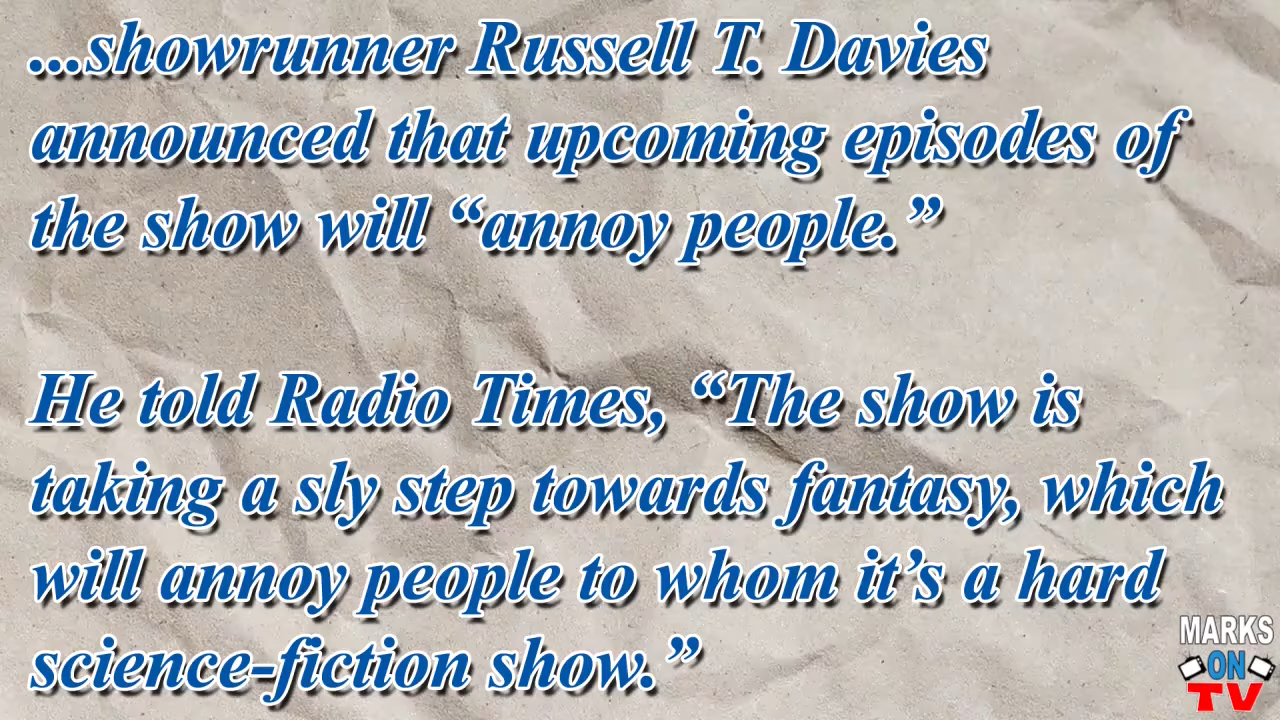 ...showrunner Russell T. Davies
announced that upcoming episodes of
the show will “annoy people.”
He told Radio Times, “The show is
taking a sly step towards fantasy, which
will annoy people to whom it’s a hard
science-fiction show.”
MARKS
ON
TV